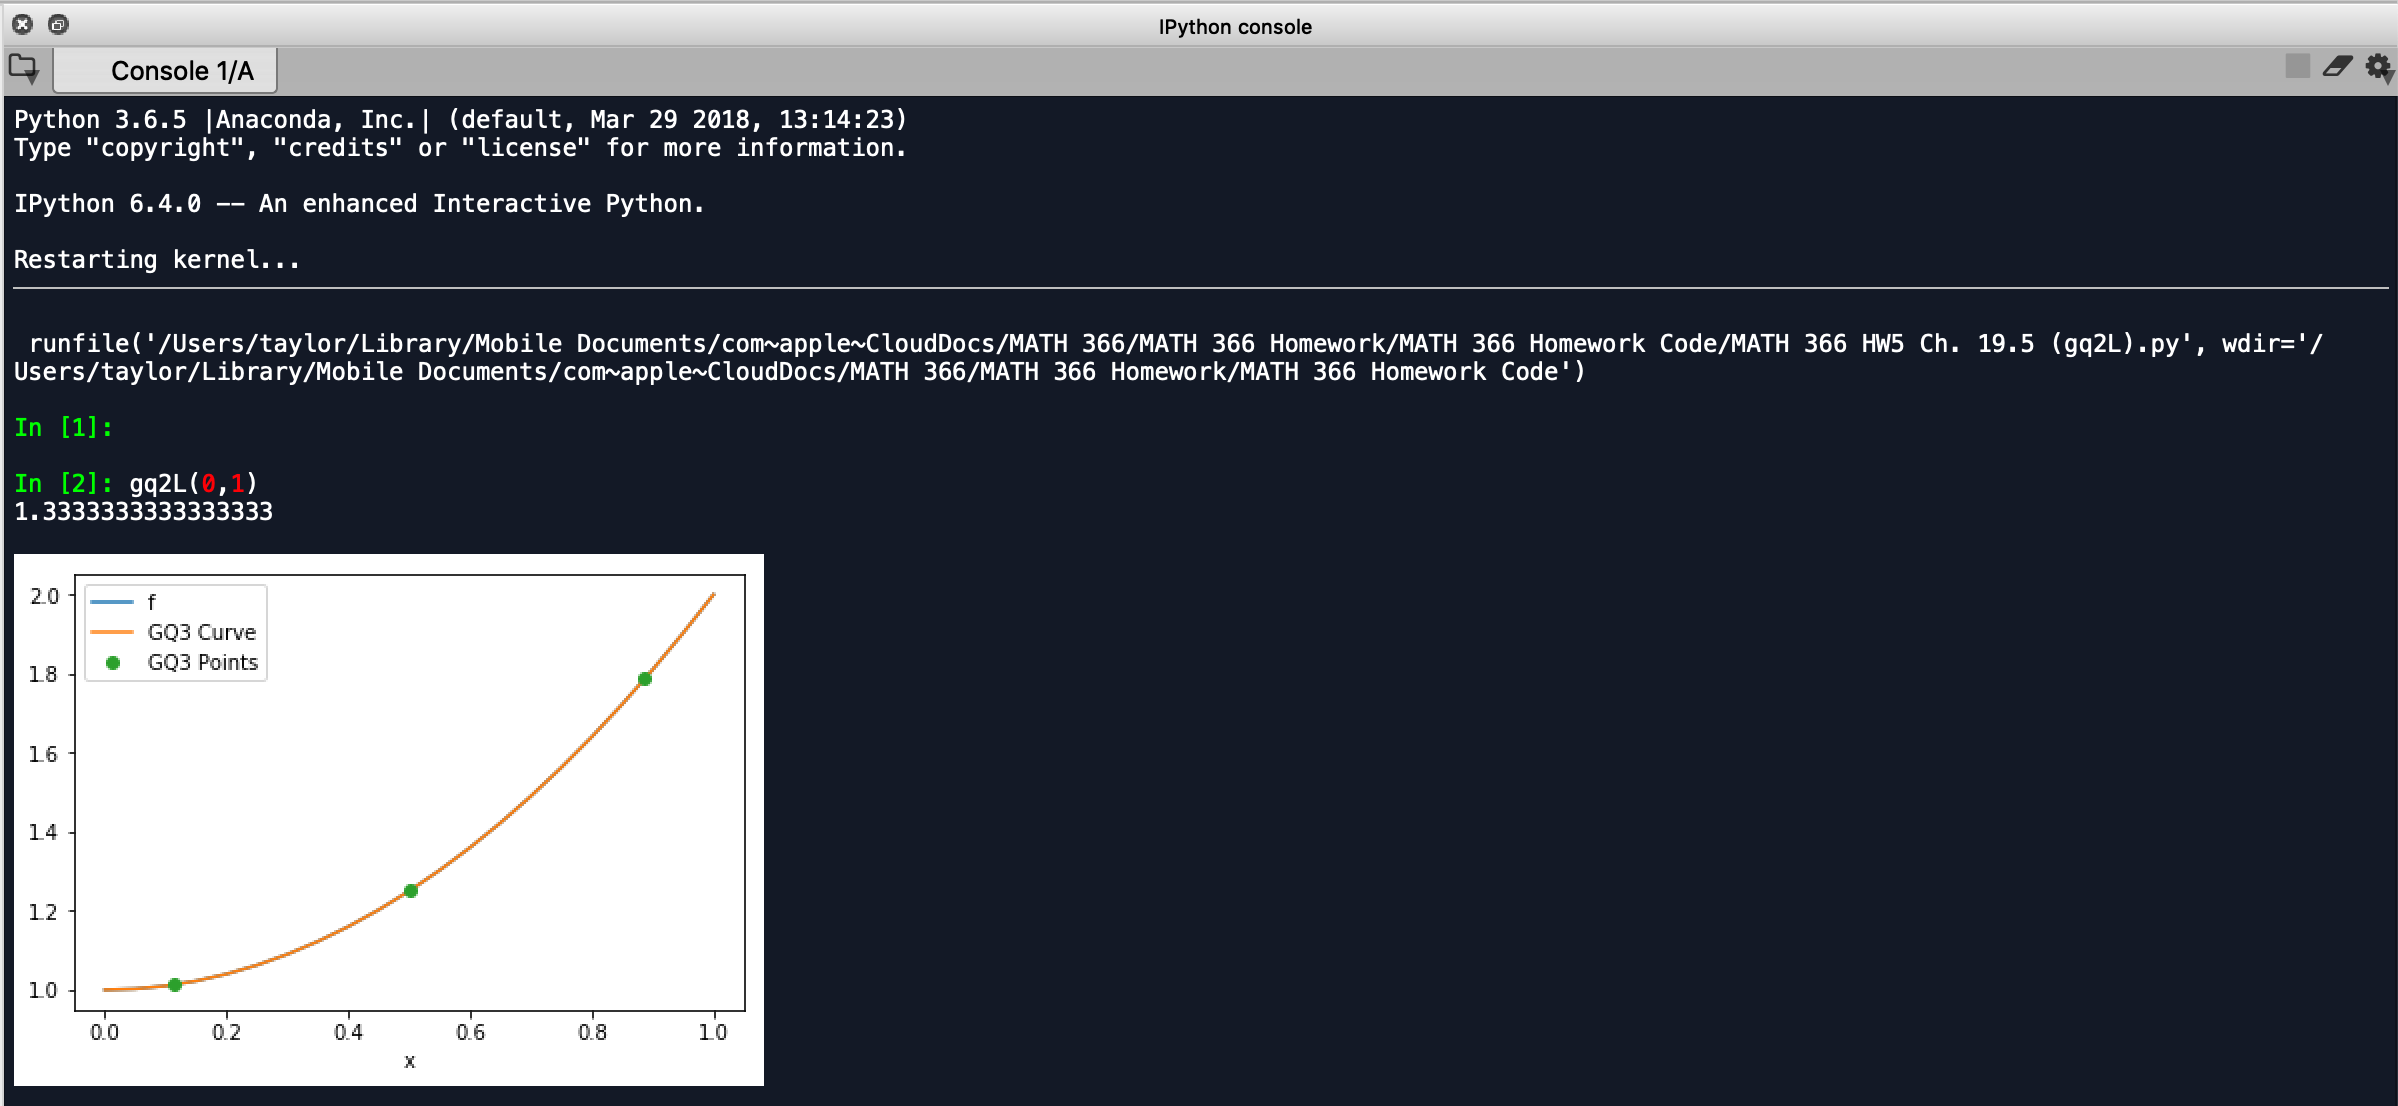 IPython console
Console 1/A
Python 3.6.5 |Anaconda, Inc.| (default, Mar 29 2018, 13:14:23)
Type "copyright", "credits" or "license" for more information.
IPython 6.4.0 -- An enhanced Interactive Python.
Restarting kernel...
runfile('/Users/taylor/Library/Mobile Documents/com~apple~CloudDocs/MATH 366/MATH 366 Homework/MATH 366 Homework Code/MATH 366 HW5 Ch. 19.5 (gq2L).py', wdir='/
Users/taylor/Library/Mobile Documents/com~apple~CloudDocs/MATH 366/MATH 366 Homework/MATH 366 Homework Code')
In [1]:
In [2]: gq2L(0,1)
1.3333333333333333
f
GQ3 Curve
GQ3 Points
2.0
1.8
1.6
1.4
1.2
1.0
0.0 0.2 0.4 0.6 0.8 1.0
x